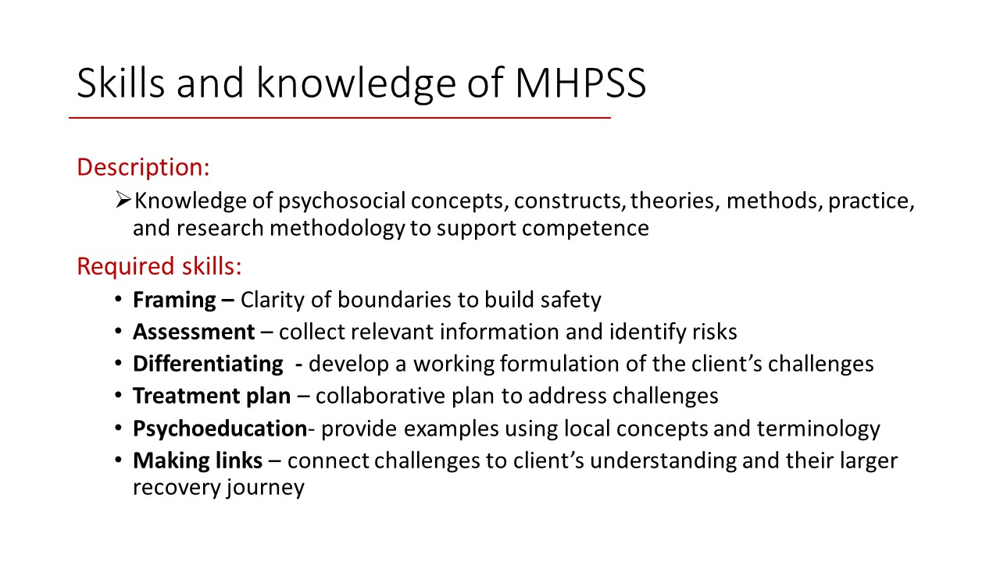 Skills and knowledge of MHPSS
Description:
➢Knowledge of psychosocial concepts, constructs, theories, methods, practice,
and research methodology to support competence
Required skills:
• Framing – Clarity of boundaries to build safety
• Assessment – collect relevant information and identify risks
• Differentiating  - develop a working formulation of the client’s challenges
• Treatment plan – collaborative plan to address challenges
• Psychoeducation- provide examples using local concepts and terminology
• Making links – connect challenges to client’s understanding and their larger
recovery journey